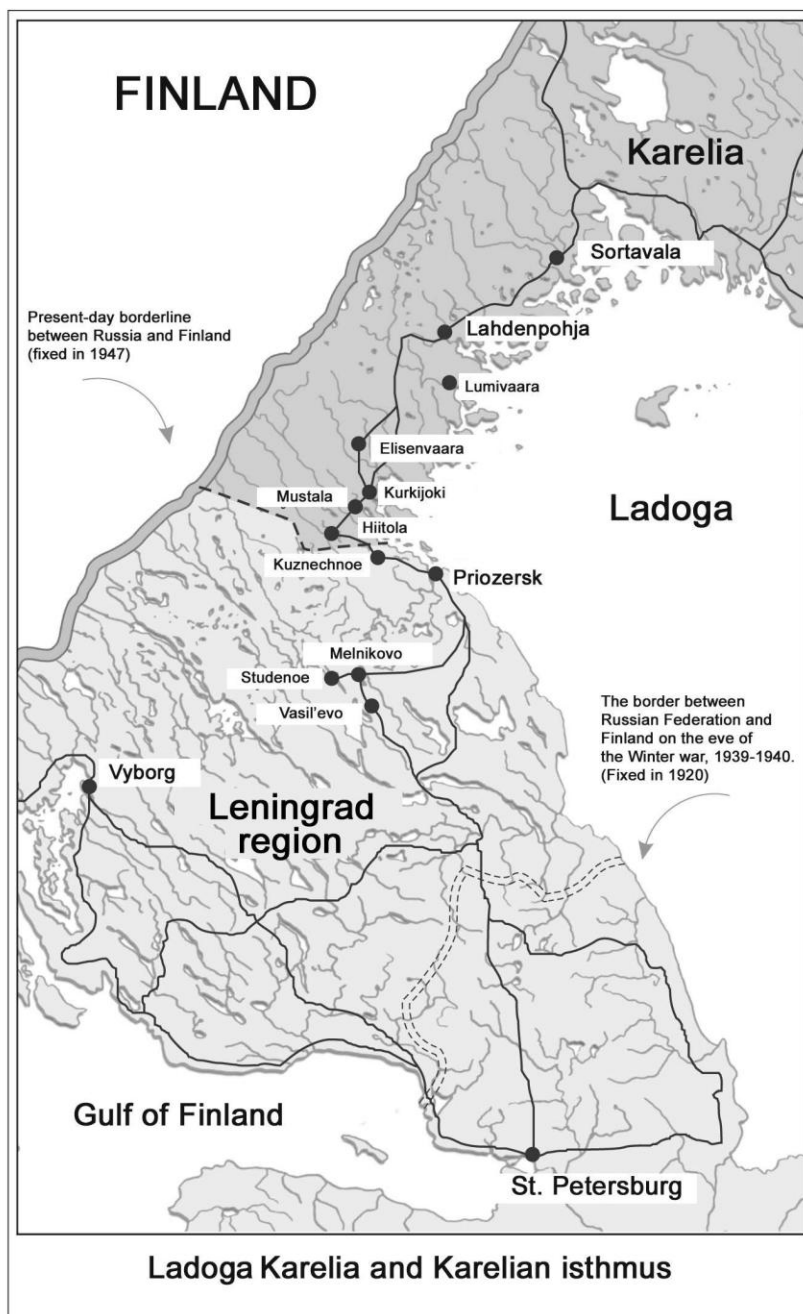 FINLAND
Karelia
Sortavala
Present-day borderline
between Russia and Finland
(fixed in 1947)
Lahdenpohja
Lumivaara
Elisenvaara
Mustala
Kurkijoki
Ladoga
Hiitola
Kuznechnoe
Priozersk
Melnikovo
Studenoe
Vasil'evo
The border between
Russian Federation and
Finland on the eve of
the Winter war, 1939-1940.
(Fixed in 1920)
Vyborg
Leningrad
region
Gulf of Finland
St. Petersburg
Ladoga Karelia and Karelian isthmus